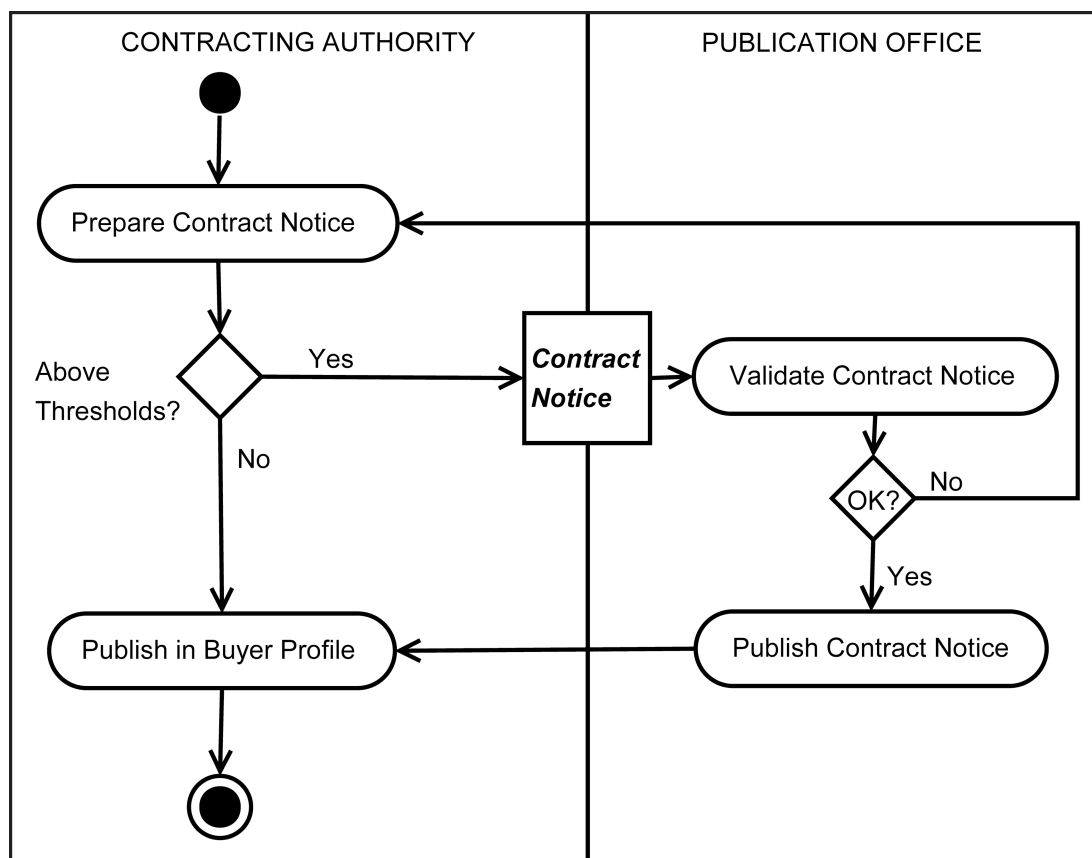 CONTRACTING AUTHORITY
PUBLICATION OFFICE
Prepare Contract Notice
Above
Thresholds?
Yes
No
Contract
Notice
Validate Contract Notice
OK?
No
Yes
Publish in Buyer Profile
Publish Contract Notice